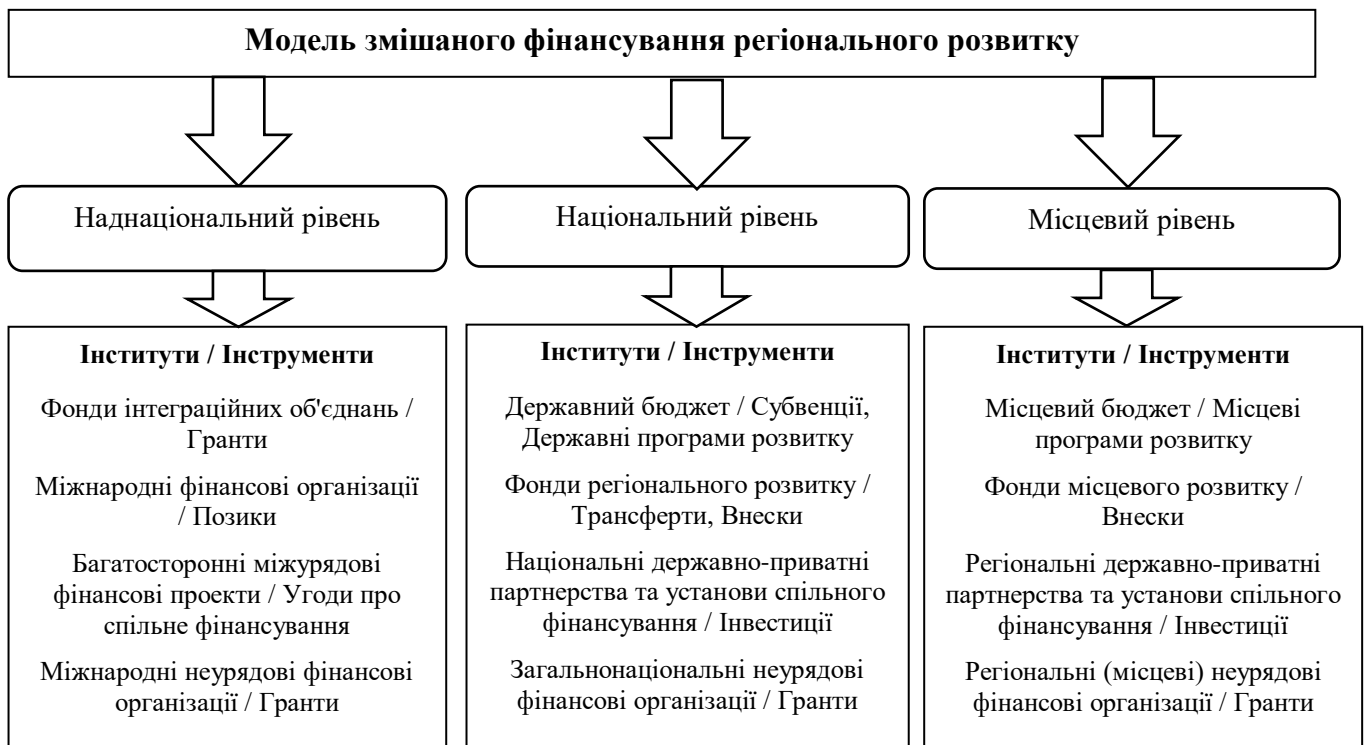 Модель змішаного фінансування регіонального розвитку
Наднаціональний рівень
Національний рівень
Місцевий рівень
Інститути / Інструменти
Фонди інтеграційних об'єднань /
Гранти
Міжнародні фінансові організації
/ Позики
Багатосторонні міжурядові
фінансові проекти / Угоди про
спільне фінансування
Міжнародні неурядові фінансові
організації / Гранти
Інститути / Інструменти
Державний бюджет / Субвенції,
Державні програми розвитку
Фонди регіонального розвитку /
Трансферти, Внески
Національні державно-приватні
партнерства та установи спільного
фінансування / Інвестиції
Загальнонаціональні неурядові
фінансові організації / Гранти
Інститути / Інструменти
Місцевий бюджет / Місцеві
програми розвитку
Фонди місцевого розвитку /
Внески
Регіональні державно-приватні
партнерства та установи спільного
фінансування / Інвестиції
Регіональні (місцеві) неурядові
фінансові організації / Гранти